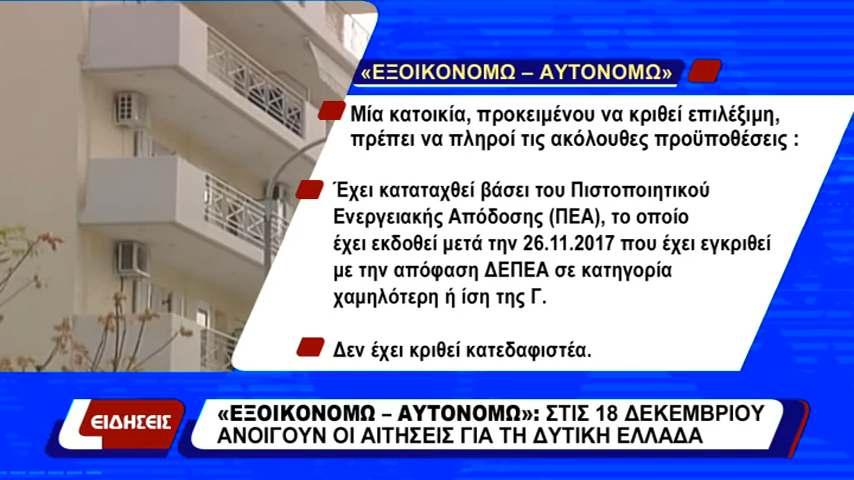 «ΕΞΟΙΚΟΝΟΜΩ – ΑΥΤΟΝΟΜΩ»
Μία κατοικία, προκειμένου να κριθεί επιλέξιμη,
πρέπει να πληροί τις ακόλουθες προϋποθέσεις :
Έχει καταταχθεί βάσει του Πιστοποιητικού
Ενεργειακής Απόδοσης (ΠΕΑ), το οποίο
έχει εκδοθεί μετά την 26.11.2017 που έχει εγκριθεί
με την απόφαση ΔΕΠΕΑ σε κατηγορία
χαμηλότερη ή ίση της Γ.
Δεν έχει κριθεί κατεδαφιστέα.
ΕΙΔΗΣΕΙΣ
«ΕΞΟΙΚΟΝΟΜΩ – ΑΥΤΟΝΟΜΩ»: ΣΤΙΣ 18 ΔΕΚΕΜΒΡΙΟΥ
ΑΝΟΙΓΟΥΝ ΟΙ ΑΙΤΗΣΕΙΣ ΓΙΑ ΤΗ ΔΥΤΙΚΗ ΕΛΛΑΔΑ